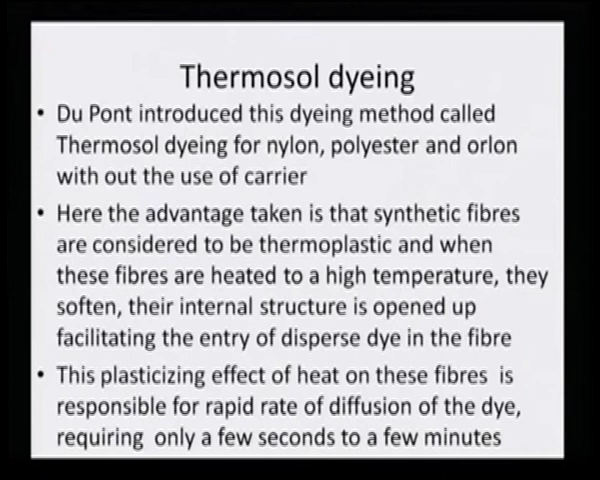 Thermosol dyeing
• Du Pont introduced this dyeing method called
Thermosol dyeing for nylon, polyester and orlon
with out the use of carrier
• Here the advantage taken is that synthetic fibres
are considered to be thermoplastic and when
these fibres are heated to a high temperature, they
soften, their internal structure is opened up
facilitating the entry of disperse dye in the fibre
• This plasticizing effect of heat on these fibres is
responsible for rapid rate of diffusion of the dye,
requiring only a few seconds to a few minutes